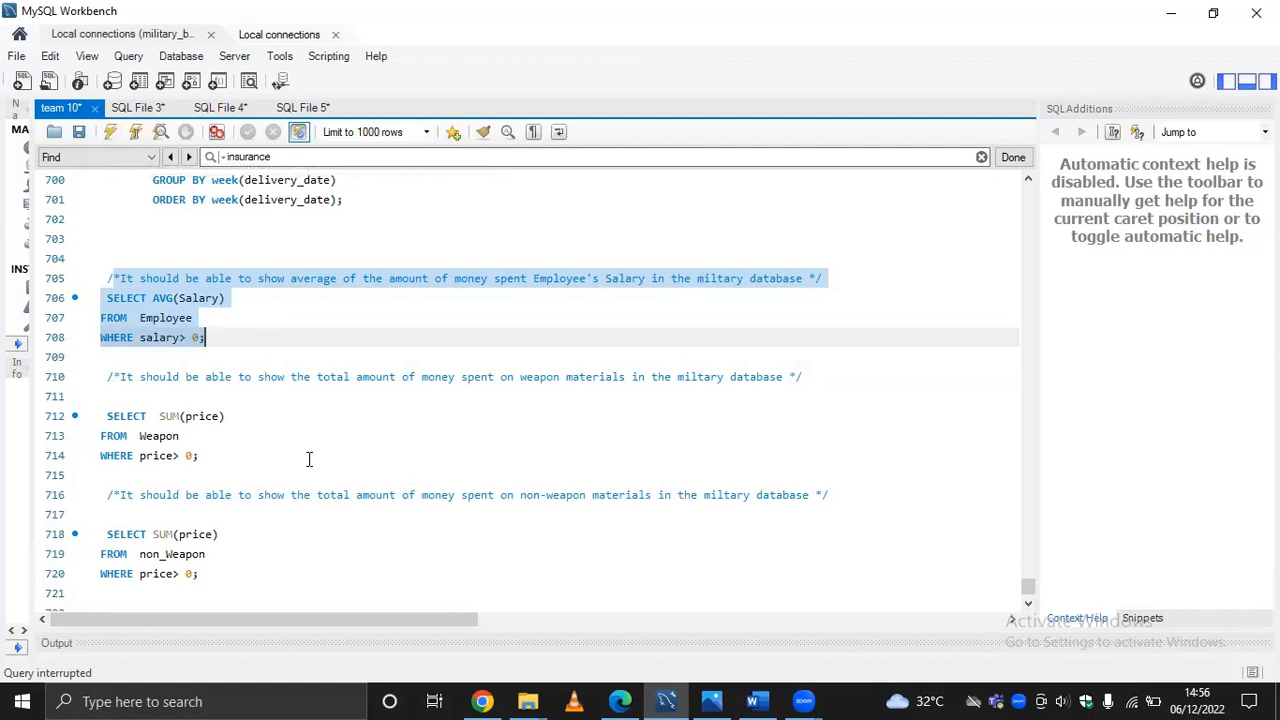 MySQL Workbench
Local connections (military_b... ×
Local connections ×
File Edit View Query Database Server Tools Scripting Help
team 10* × SQL File 3* SQL File 4* SQL File 5*
SQLAdditions
Limit to 1000 rows
Jump to
Find
insurance
Done
Automatic context help is
disabled. Use the toolbar to
manually get help for the
current caret position or to
toggle automatic help.
700 GROUP BY week(delivery_date)
701 ORDER BY week(delivery_date);
702
703
704
705 /*It should be able to show average of the amount of money spent Employee's Salary in the miltary database */
706 SELECT AVG(Salary)
707 FROM Employee
708 WHERE salary> 0;
709
710 /*It should be able to show the total amount of money spent on weapon materials in the miltary database */
711
712 SELECT SUM(price)
713 FROM Weapon
714 WHERE price> 0;
715
716 /*It should be able to show the total amount of money spent on non-weapon materials in the miltary database */
717
718 SELECT SUM(price)
719 FROM non_Weapon
720 WHERE price> 0;
721
N
a
MA
INS
In
fo
Context Help Snippets
Activate Windows
Go to Settings to activate Windows.
Output
Query interrupted
Type here to search
32°C
14:56
06/12/2022